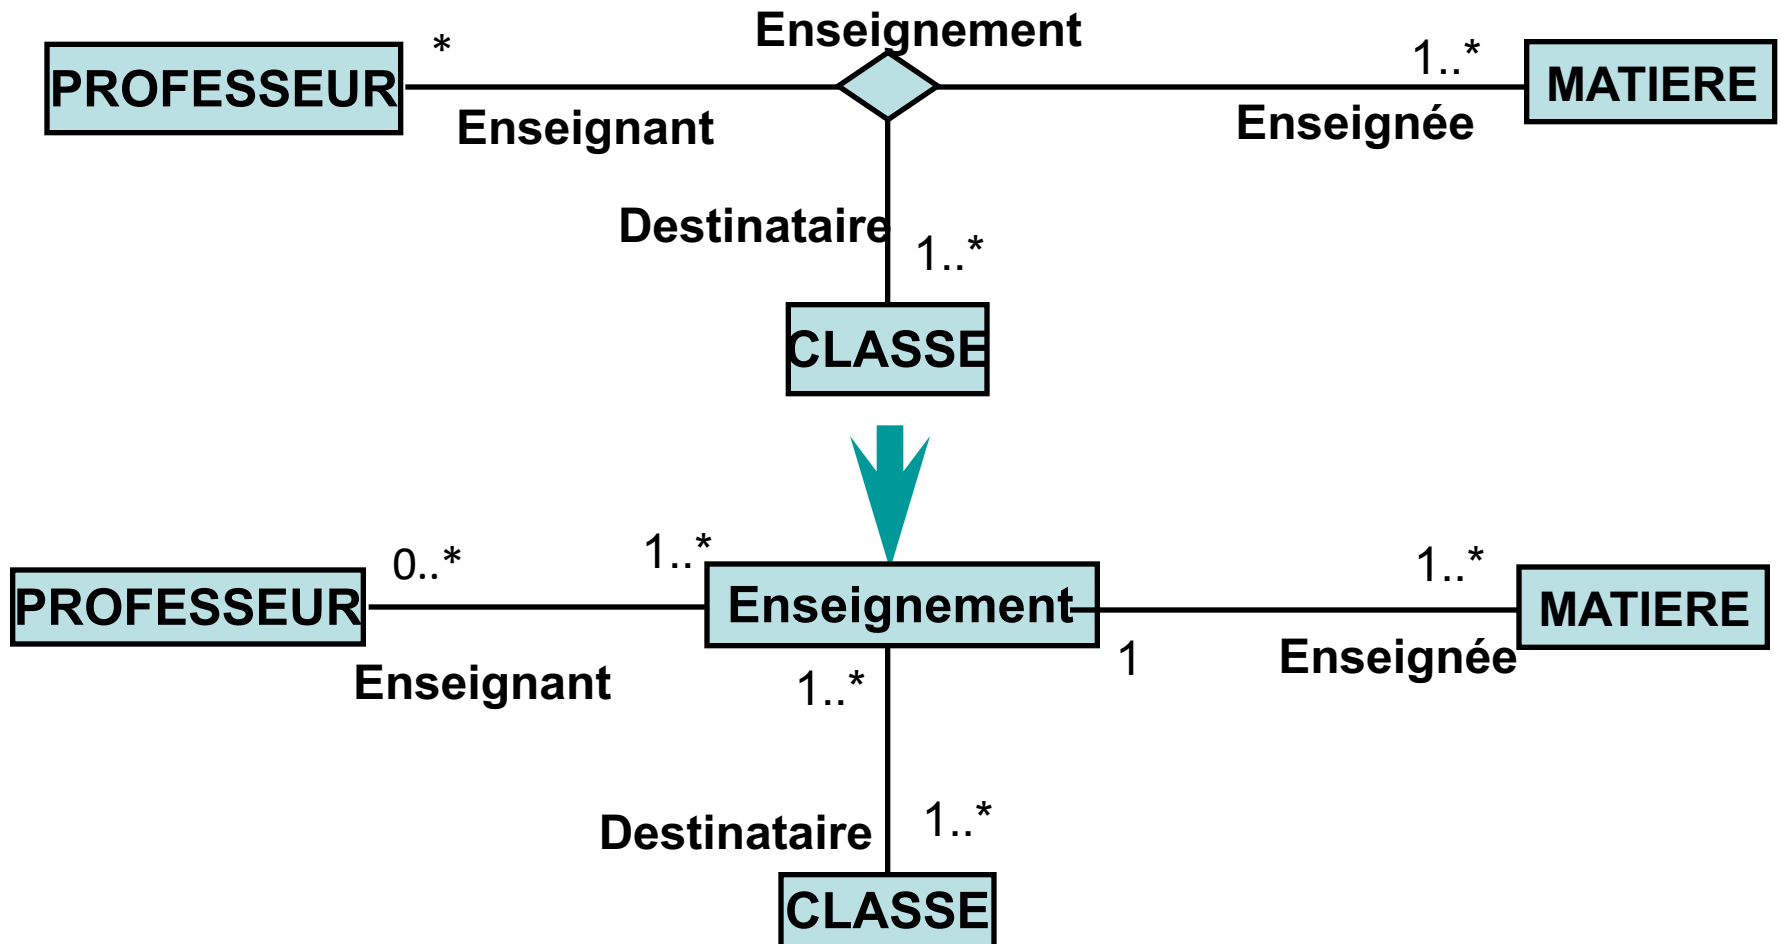 Enseignement
PROFESSEUR * 1..* MATIERE
Enseignant Enseignée
Destinataire 1..*
CLASSE
0..* 1..* 1..*
PROFESSEUR Enseignement MATIERE
Enseignant 1..* 1 Enseignée
Destinataire 1..*
CLASSE